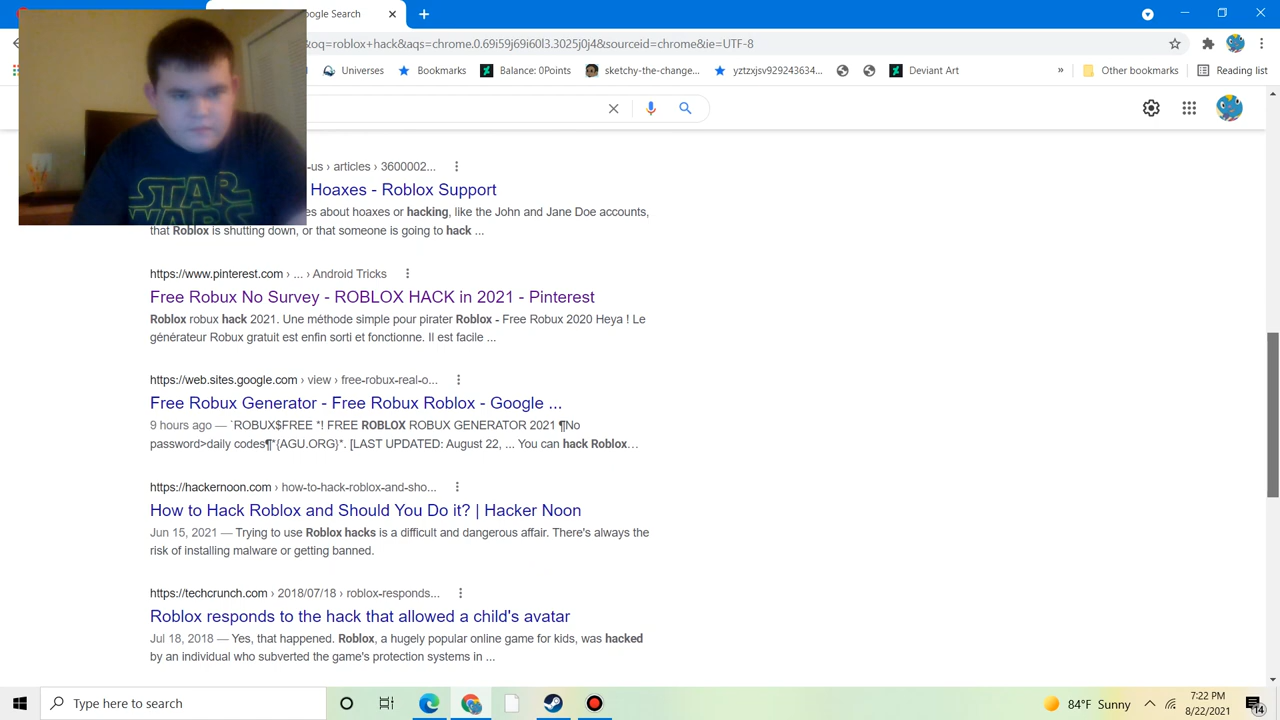 oogle Search
oq=roblox+hack&aqs=chrome.0.69i59j69i60l3.3025j0j4&sourceid=chrome&ie=UTF-8
Universes
Bookmarks
Balance: 0Points
sketchy-the-change...
yztzxjsv929243634...
Deviant Art
»
Other bookmarks
Reading list
-us › articles › 3600002...
Hoaxes - Roblox Support
es about hoaxes or hacking, like the John and Jane Doe accounts,
that Roblox is shutting down, or that someone is going to hack ...
https://www.pinterest.com › ... › Android Tricks
Free Robux No Survey - ROBLOX HACK in 2021 - Pinterest
Roblox robux hack 2021. Une méthode simple pour pirater Roblox - Free Robux 2020 Heya ! Le
générateur Robux gratuit est enfin sorti et fonctionne. Il est facile ...
https://web.sites.google.com › view › free-robux-real-o...
Free Robux Generator - Free Robux Roblox - Google ...
9 hours ago — `ROBUX$FREE *! FREE ROBLOX ROBUX GENERATOR 2021 ¶No
password>daily codes¶*{AGU.ORG}*. [LAST UPDATED: August 22, ... You can hack Roblox...
https://hackernoon.com › how-to-hack-roblox-and-sho...
How to Hack Roblox and Should You Do it? | Hacker Noon
Jun 15, 2021 — Trying to use Roblox hacks is a difficult and dangerous affair. There's always the
risk of installing malware or getting banned.
https://techcrunch.com › 2018/07/18 › roblox-responds...
Roblox responds to the hack that allowed a child's avatar
Jul 18, 2018 — Yes, that happened. Roblox, a hugely popular online game for kids, was hacked
by an individual who subverted the game's protection systems in ...
STAR
WARS
Type here to search
84°F Sunny
7:22 PM
8/22/2021
14